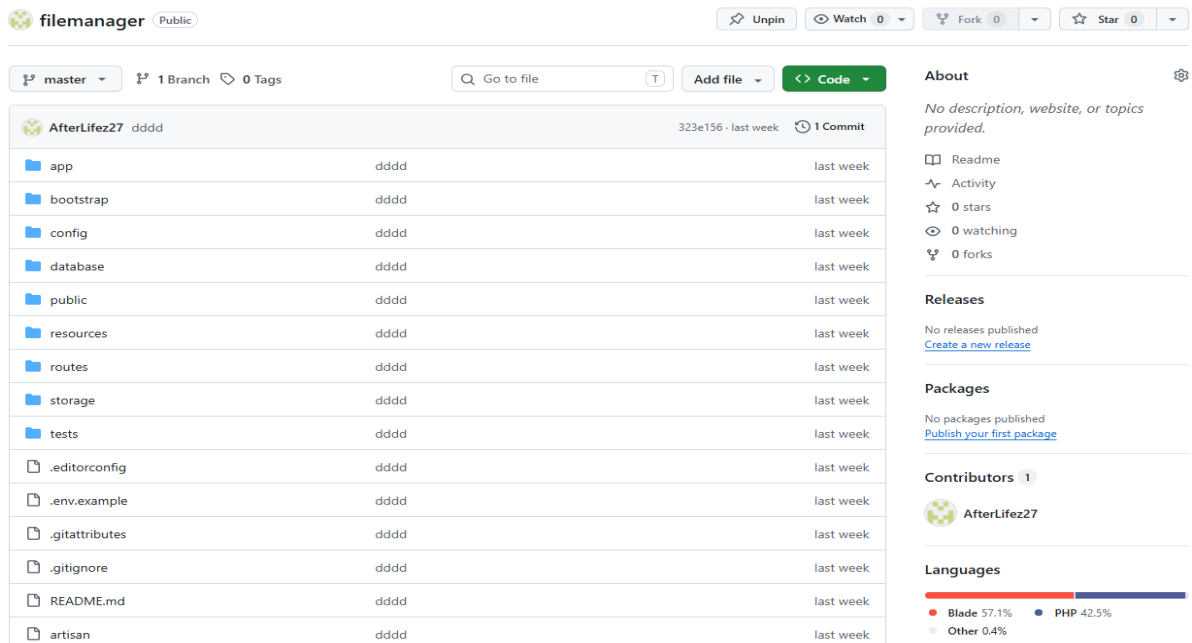 filemanager Public Unpin Watch 0 Fork 0 Star 0
master 1 Branch 0 Tags Go to file T Add file Code
AfterLifez27 dddd 323e156 · last week 1 Commit
app dddd last week
bootstrap dddd last week
config dddd last week
database dddd last week
public dddd last week
resources dddd last week
routes dddd last week
storage dddd last week
tests dddd last week
.editorconfig dddd last week
.env.example dddd last week
.gitattributes dddd last week
.gitignore dddd last week
README.md dddd last week
artisan dddd last week
About
No description, website, or topics
provided.
Readme
Activity
0 stars
0 watching
0 forks
Releases
No releases published
Create a new release
Packages
No packages published
Publish your first package
Contributors 1
AfterLifez27
Languages
Blade 57.1% PHP 42.5%
Other 0.4%